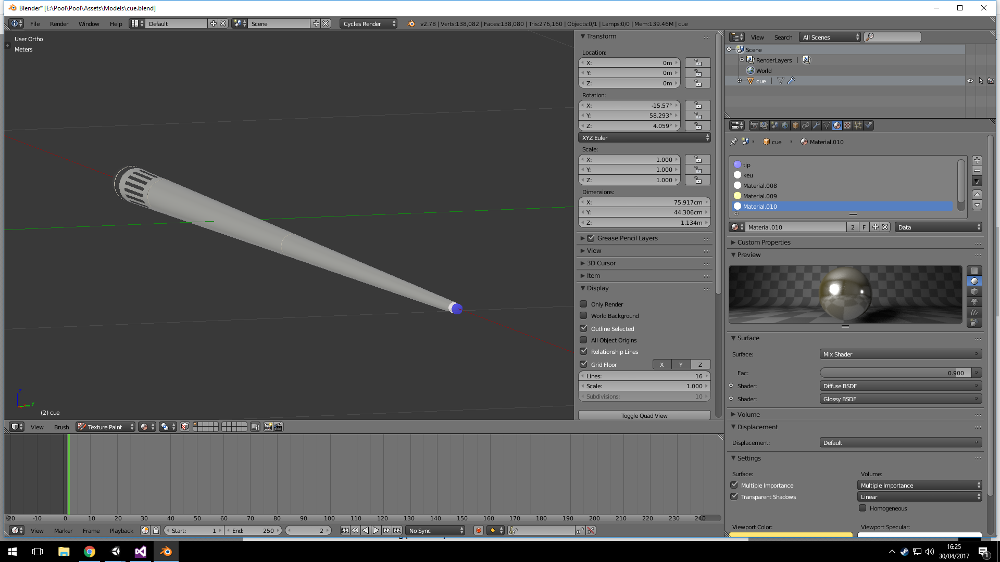 Blender* [E:\Pool\Pool\Assets\Models\cue.blend]
File Render Window Help Default Scene Cycles Render v2.78 | Verts:138,082 | Faces:138,080 | Tris:276,160 | Objects:0/1 | Lamps:0/0 | Mem:139.46M | cue
User Ortho
Meters
z
y
(2) cue
Transform
Location:
X: 0m
Y: 0m
Z: 0m
Rotation:
X: -15.57°
Y: 58.293°
Z: 4.059°
XYZ Euler
Scale:
X: 1.000
Y: 1.000
Z: 1.000
Dimensions:
X: 75.917cm
Y: 44.306cm
Z: 1.134m
Grease Pencil Layers
View
3D Cursor
Item
Display
Only Render
World Background
Outline Selected
All Object Origins
Relationship Lines
Grid Floor X Y Z
Lines: 16
Scale: 1.000
Subdivisions: 10
Toggle Quad View
View Search All Scenes
Scene
RenderLayers |
World
cue |
cue Material.010
tip
keu
Material.008
Material.009
Material.010
Material.010 2 F Data
Custom Properties
Preview
Surface
Surface: Mix Shader
Fac: 0.900
Shader: Diffuse BSDF
Shader: Glossy BSDF
Volume
Displacement
Displacement: Default
Settings
Surface: Volume:
Multiple Importance Multiple Importance
Transparent Shadows Linear
Homogeneous
Viewport Color: Viewport Specular:
View Brush Texture Paint
-20 -10 0 10 20 30 40 50 60 70 80 90 100 110 120 130 140 150 160 170 180 190 200 210 220 230 240
View Marker Frame Playback Start: 1 End: 250 2 No Sync
16:25
30/04/2017
1